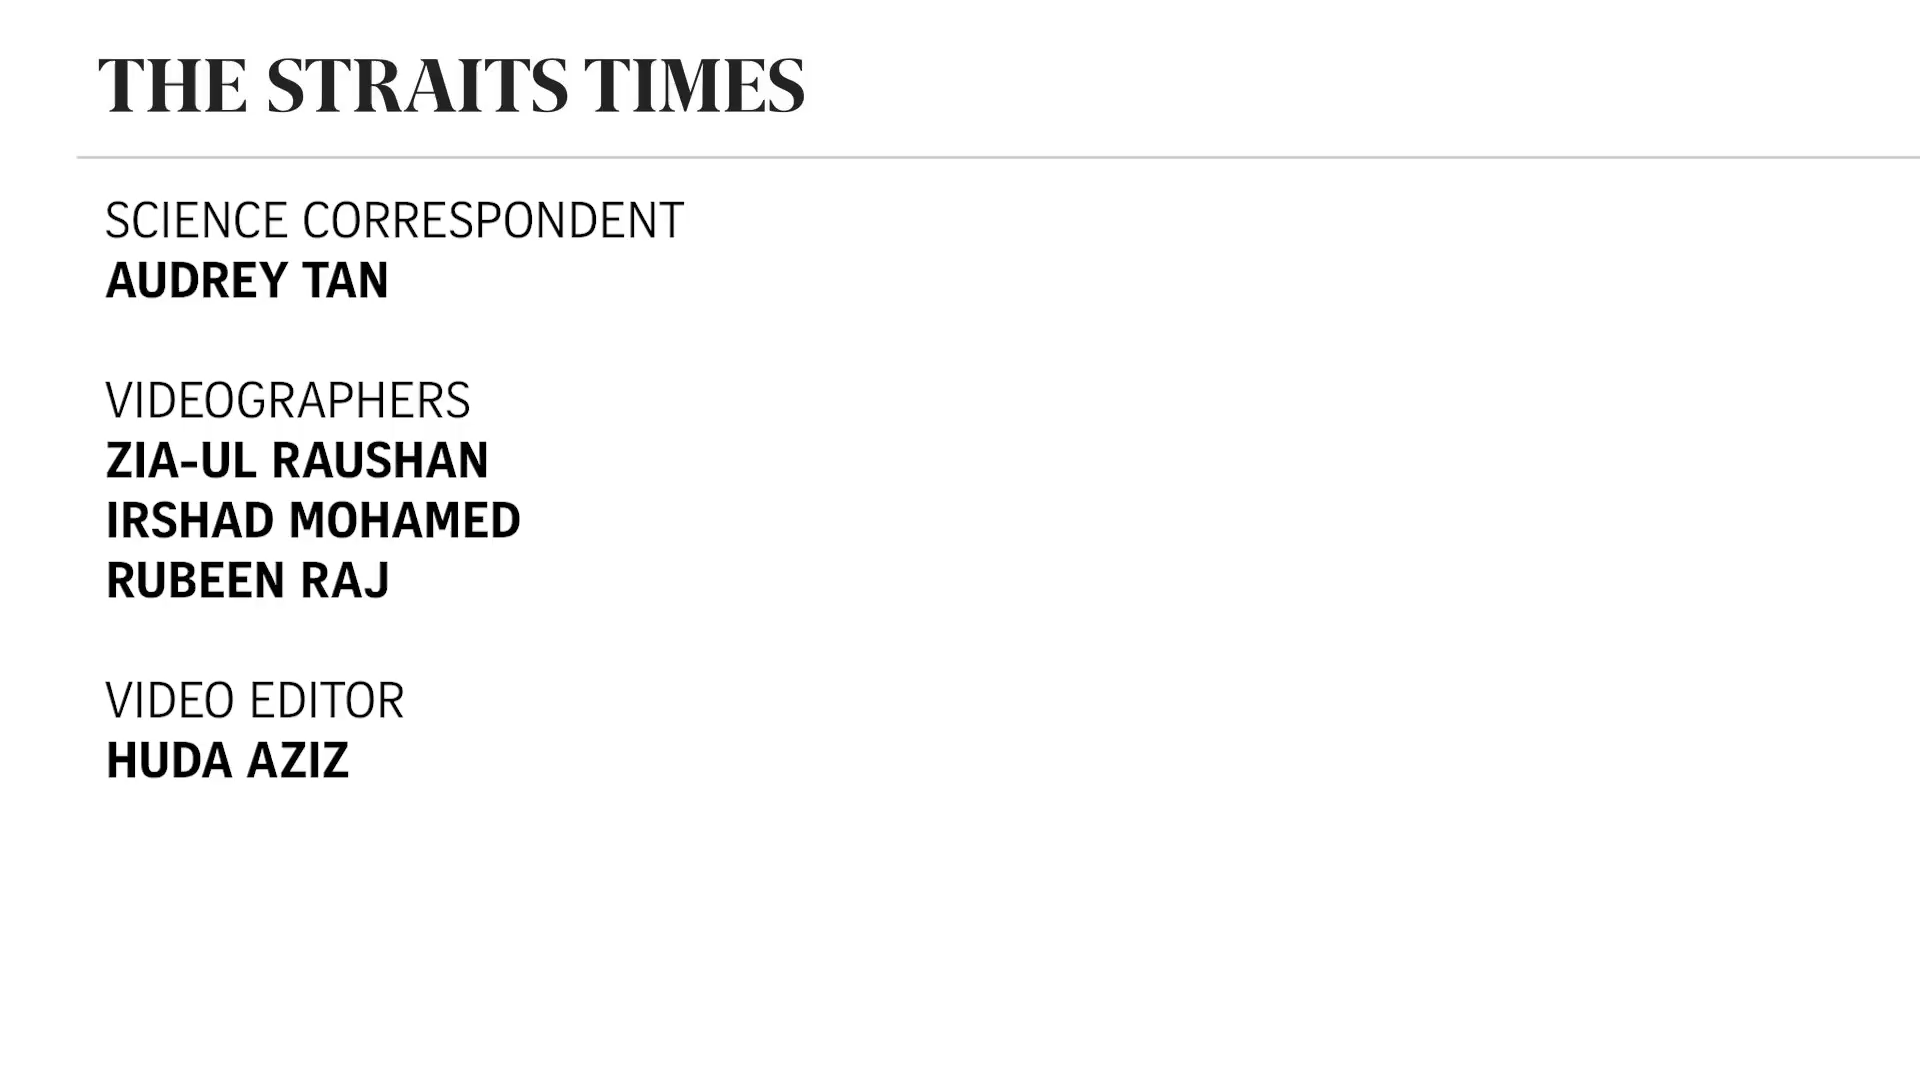 THE STRAITS TIMES
SCIENCE CORRESPONDENT
AUDREY TAN
VIDEOGRAPHERS
ZIA-UL RAUSHAN
IRSHAD MOHAMED
RUBEEN RAJ
VIDEO EDITOR
HUDA AZIZ